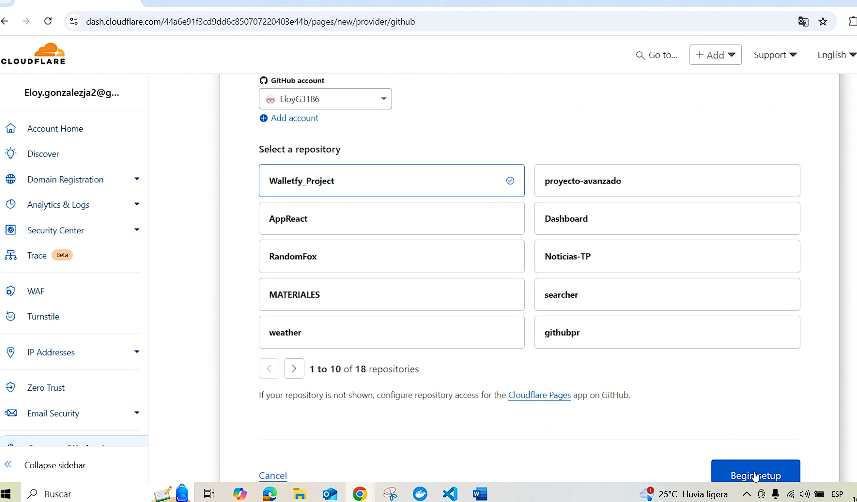 dash.cloudflare.com/44a6e91f3cd9dd6c850707220403e44b/pages/new/provider/github
CLOUDFLARE
Go to...
+ Add
Support
English
Eloy.gonzalezja2@g...
Account Home
Discover
Domain Registration
Analytics & Logs
Security Center
Trace beta
WAF
Turnstile
IP Addresses
Zero Trust
Email Security
Collapse sidebar
GitHub account
EloyG3186
Add account
Select a repository
Walletfy_Project
proyecto-avanzado
AppReact
Dashboard
RandomFox
Noticias-TP
MATERIALES
searcher
weather
githubpr
1 to 10 of 18 repositories
If your repository is not shown, configure repository access for the Cloudflare Pages app on GitHub.
Cancel
Begin setup
Buscar
25°C Lluvia ligera
ESP